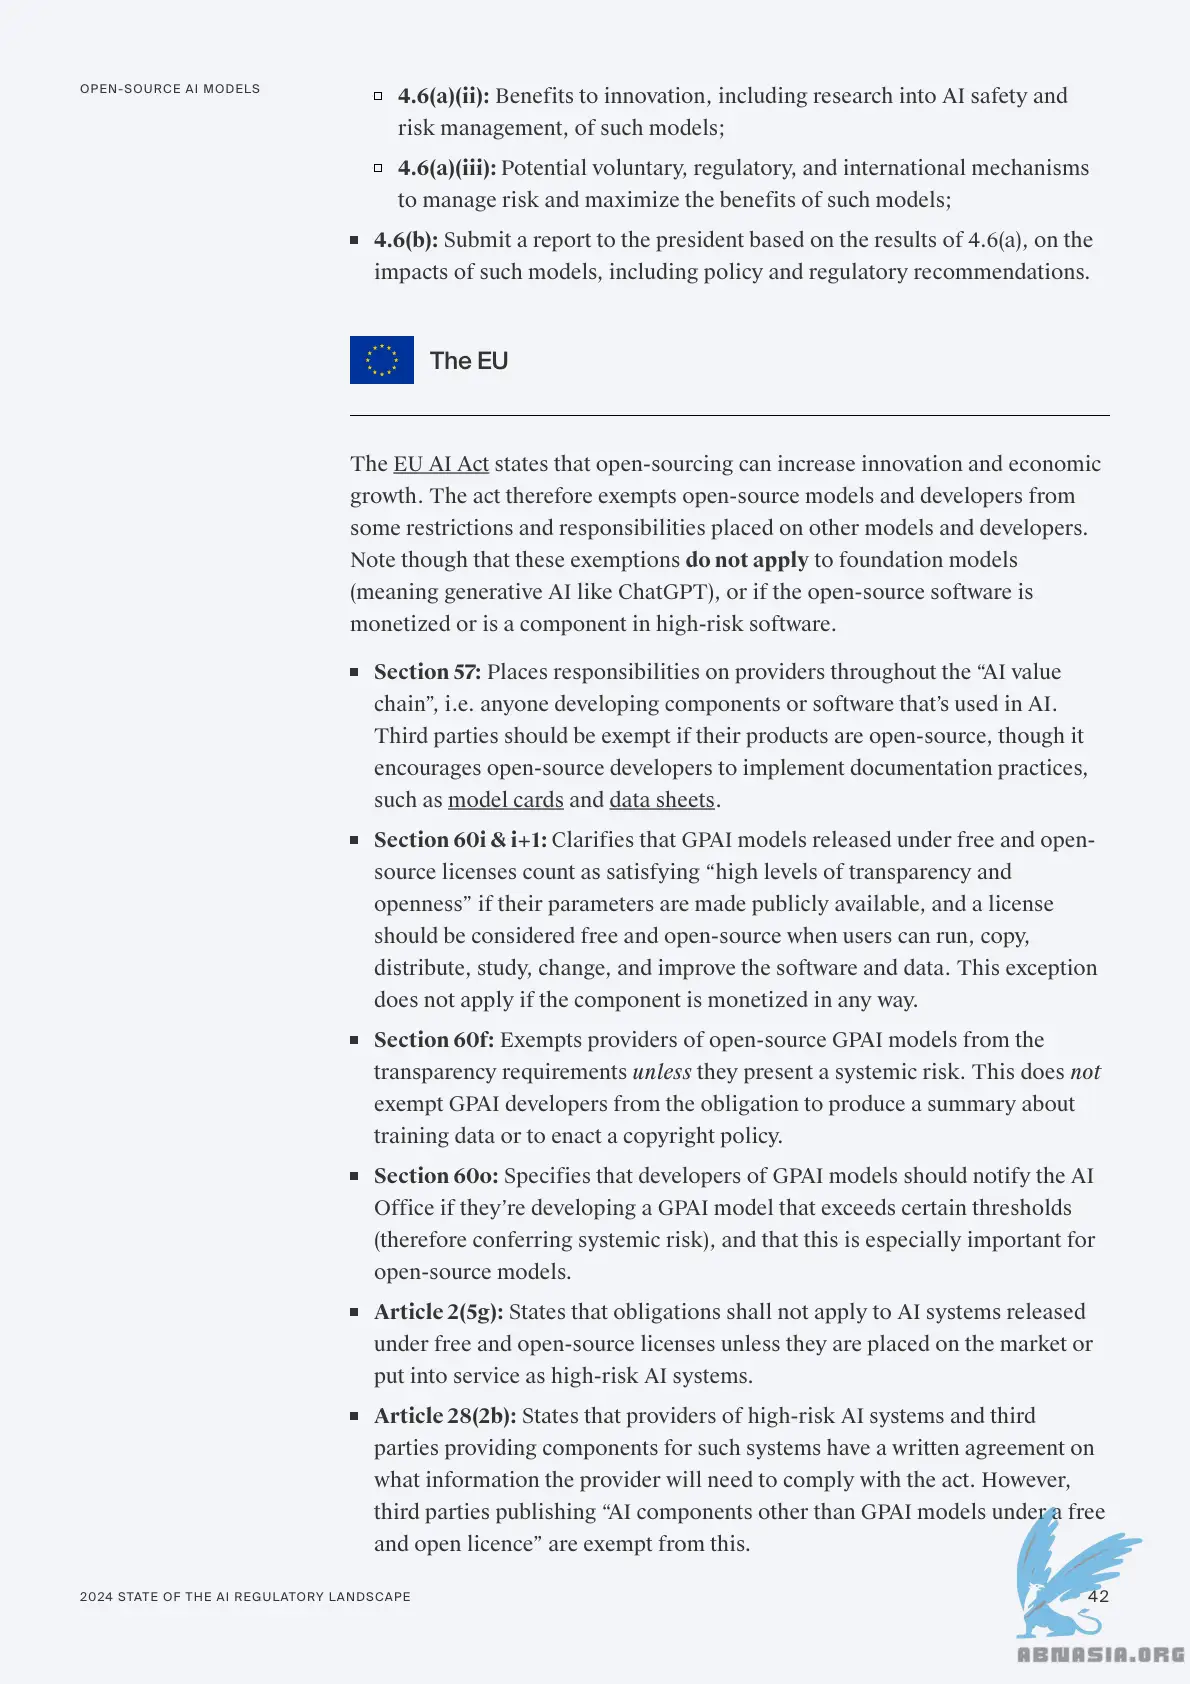 OPEN-SOURCE AI MODELS
4.6(a)(ii): Benefits to innovation, including research into AI safety and
risk management, of such models;
4.6(a)(iii): Potential voluntary, regulatory, and international mechanisms
to manage risk and maximize the benefits of such models;
4.6(b): Submit a report to the president based on the results of 4.6(a), on the
impacts of such models, including policy and regulatory recommendations.
The EU
The EU AI Act states that open-sourcing can increase innovation and economic
growth. The act therefore exempts open-source models and developers from
some restrictions and responsibilities placed on other models and developers.
Note though that these exemptions do not apply to foundation models
(meaning generative AI like ChatGPT), or if the open-source software is
monetized or is a component in high-risk software.
Section 57: Places responsibilities on providers throughout the “AI value
chain”, i.e. anyone developing components or software that’s used in AI.
Third parties should be exempt if their products are open-source, though it
encourages open-source developers to implement documentation practices,
such as model cards and data sheets.
Section 60i & i+1: Clarifies that GPAI models released under free and open-
source licenses count as satisfying “high levels of transparency and
openness” if their parameters are made publicly available, and a license
should be considered free and open-source when users can run, copy,
distribute, study, change, and improve the software and data. This exception
does not apply if the component is monetized in any way.
Section 60f: Exempts providers of open-source GPAI models from the
transparency requirements unless they present a systemic risk. This does not
exempt GPAI developers from the obligation to produce a summary about
training data or to enact a copyright policy.
Section 60o: Specifies that developers of GPAI models should notify the AI
Office if they’re developing a GPAI model that exceeds certain thresholds
(therefore conferring systemic risk), and that this is especially important for
open-source models.
Article 2(5g): States that obligations shall not apply to AI systems released
under free and open-source licenses unless they are placed on the market or
put into service as high-risk AI systems.
Article 28(2b): States that providers of high-risk AI systems and third
parties providing components for such systems have a written agreement on
what information the provider will need to comply with the act. However,
third parties publishing “AI components other than GPAI models under a free
and open licence” are exempt from this.
2024 STATE OF THE AI REGULATORY LANDSCAPE
42
ABNASIA.ORG